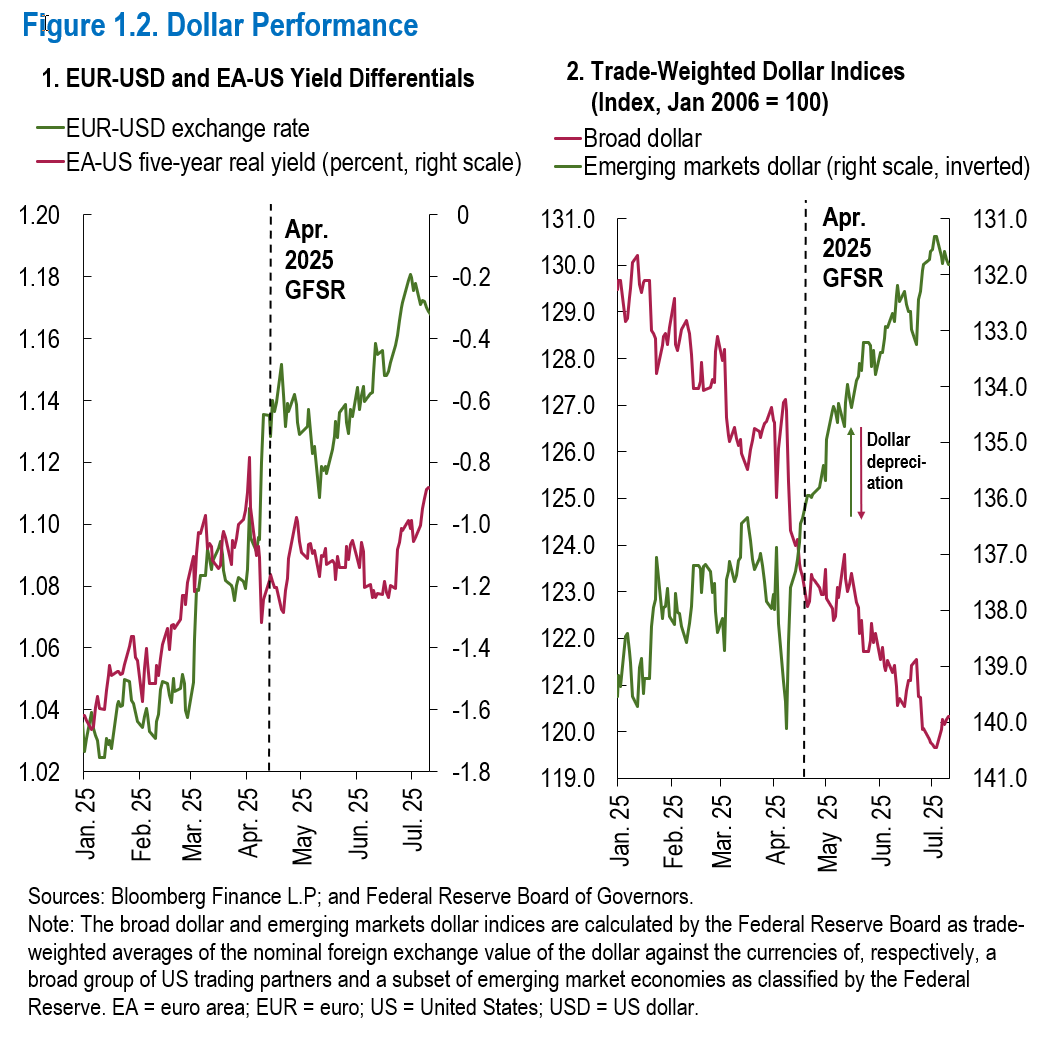 Figure 1.2. Dollar Performance
1. EUR-USD and EA-US Yield Differentials
EUR-USD exchange rate
EA-US five-year real yield (percent, right scale)
1.20
1.18
1.16
1.14
1.12
1.10
1.08
1.06
1.04
1.02
0
-0.2
-0.4
-0.6
-0.8
-1.0
-1.2
-1.4
-1.6
-1.8
Apr.
2025
GFSR
Jan. 25
Feb. 25
Mar. 25
Apr. 25
May 25
Jun. 25
Jul. 25
2. Trade-Weighted Dollar Indices
(Index, Jan 2006 = 100)
Broad dollar
Emerging markets dollar (right scale, inverted)
131.0
130.0
129.0
128.0
127.0
126.0
125.0
124.0
123.0
122.0
121.0
120.0
119.0
131.0
132.0
133.0
134.0
135.0
136.0
137.0
138.0
139.0
140.0
141.0
Apr.
2025
GFSR
Dollar
depreci-
ation
Jan. 25
Feb. 25
Mar. 25
Apr. 25
May 25
Jun. 25
Jul. 25
Sources: Bloomberg Finance L.P; and Federal Reserve Board of Governors.
Note: The broad dollar and emerging markets dollar indices are calculated by the Federal Reserve Board as trade-
weighted averages of the nominal foreign exchange value of the dollar against the currencies of, respectively, a
broad group of US trading partners and a subset of emerging market economies as classified by the Federal
Reserve. EA = euro area; EUR = euro; US = United States; USD = US dollar.